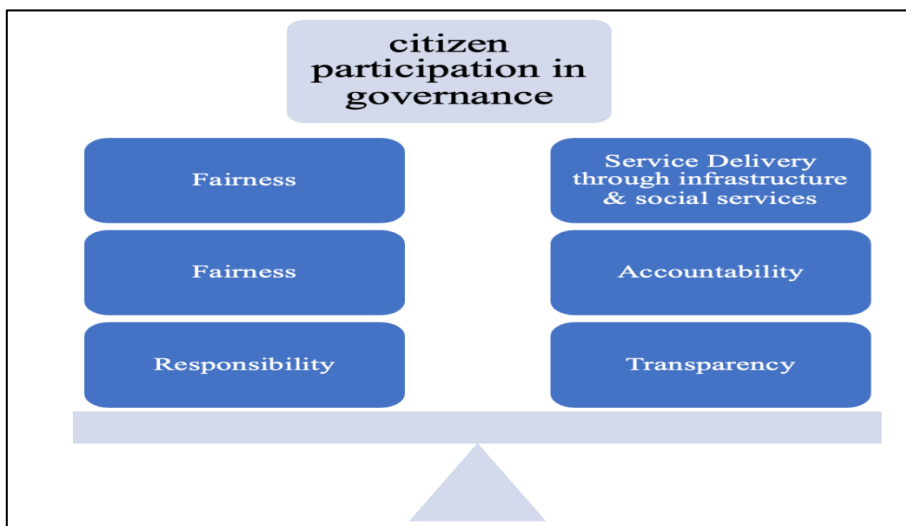 citizen
participation in
governance
Fairness
Service Delivery
through infrastructure
& social services
Fairness
Accountability
Responsibility
Transparency